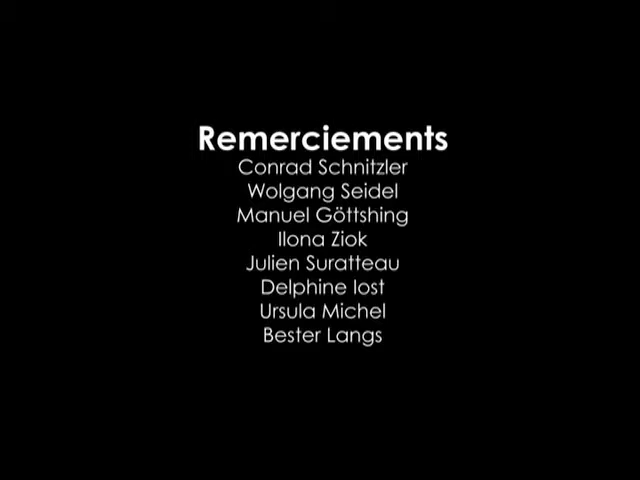 Remerciements
Conrad Schnitzler
Wolgang Seidel
Manuel Göttshing
Ilona Ziok
Julien Suratteau
Delphine Iost
Ursula Michel
Bester Langs